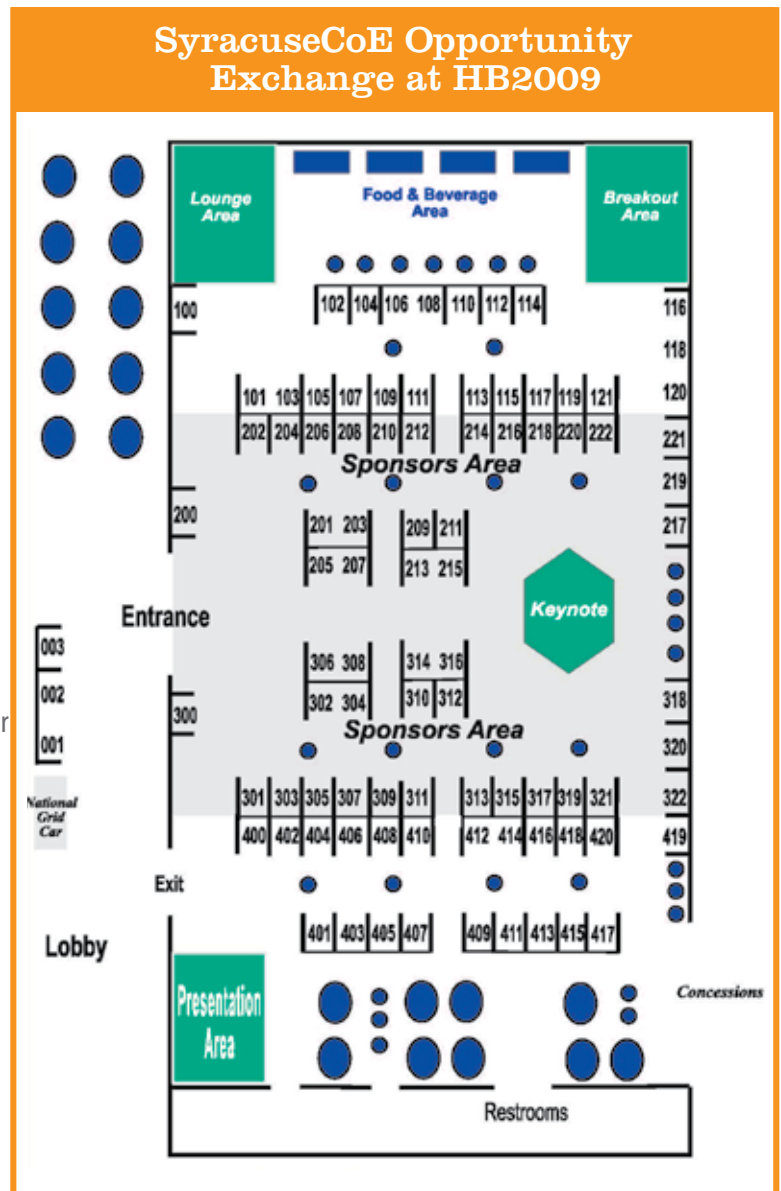 SyracuseCoE Opportunity
Exchange at HB2009
Lounge
Area
Food & Beverage
Area
Breakout
Area
100
102 104 106 108 110 112 114
116
118
101 103 105 107 109 111
113 115 117 119 121
120
202 204 206 208 210 212
214 216 218 220 222
221
Sponsors Area
219
200
201 203
209 211
217
205 207
213 215
Entrance
Keynote
003
306 308
314 316
002
302 304
310 312
318
300
r
Sponsors Area
001
320
National
Grid
Car
301 303 305 307 309 311
313 315 317 319 321
322
400 402 404 406 408 410
412 414 416 418 420
419
Exit
401 403 405 407
409 411 413 415 417
Lobby
Presentation
Area
Concessions
Restrooms